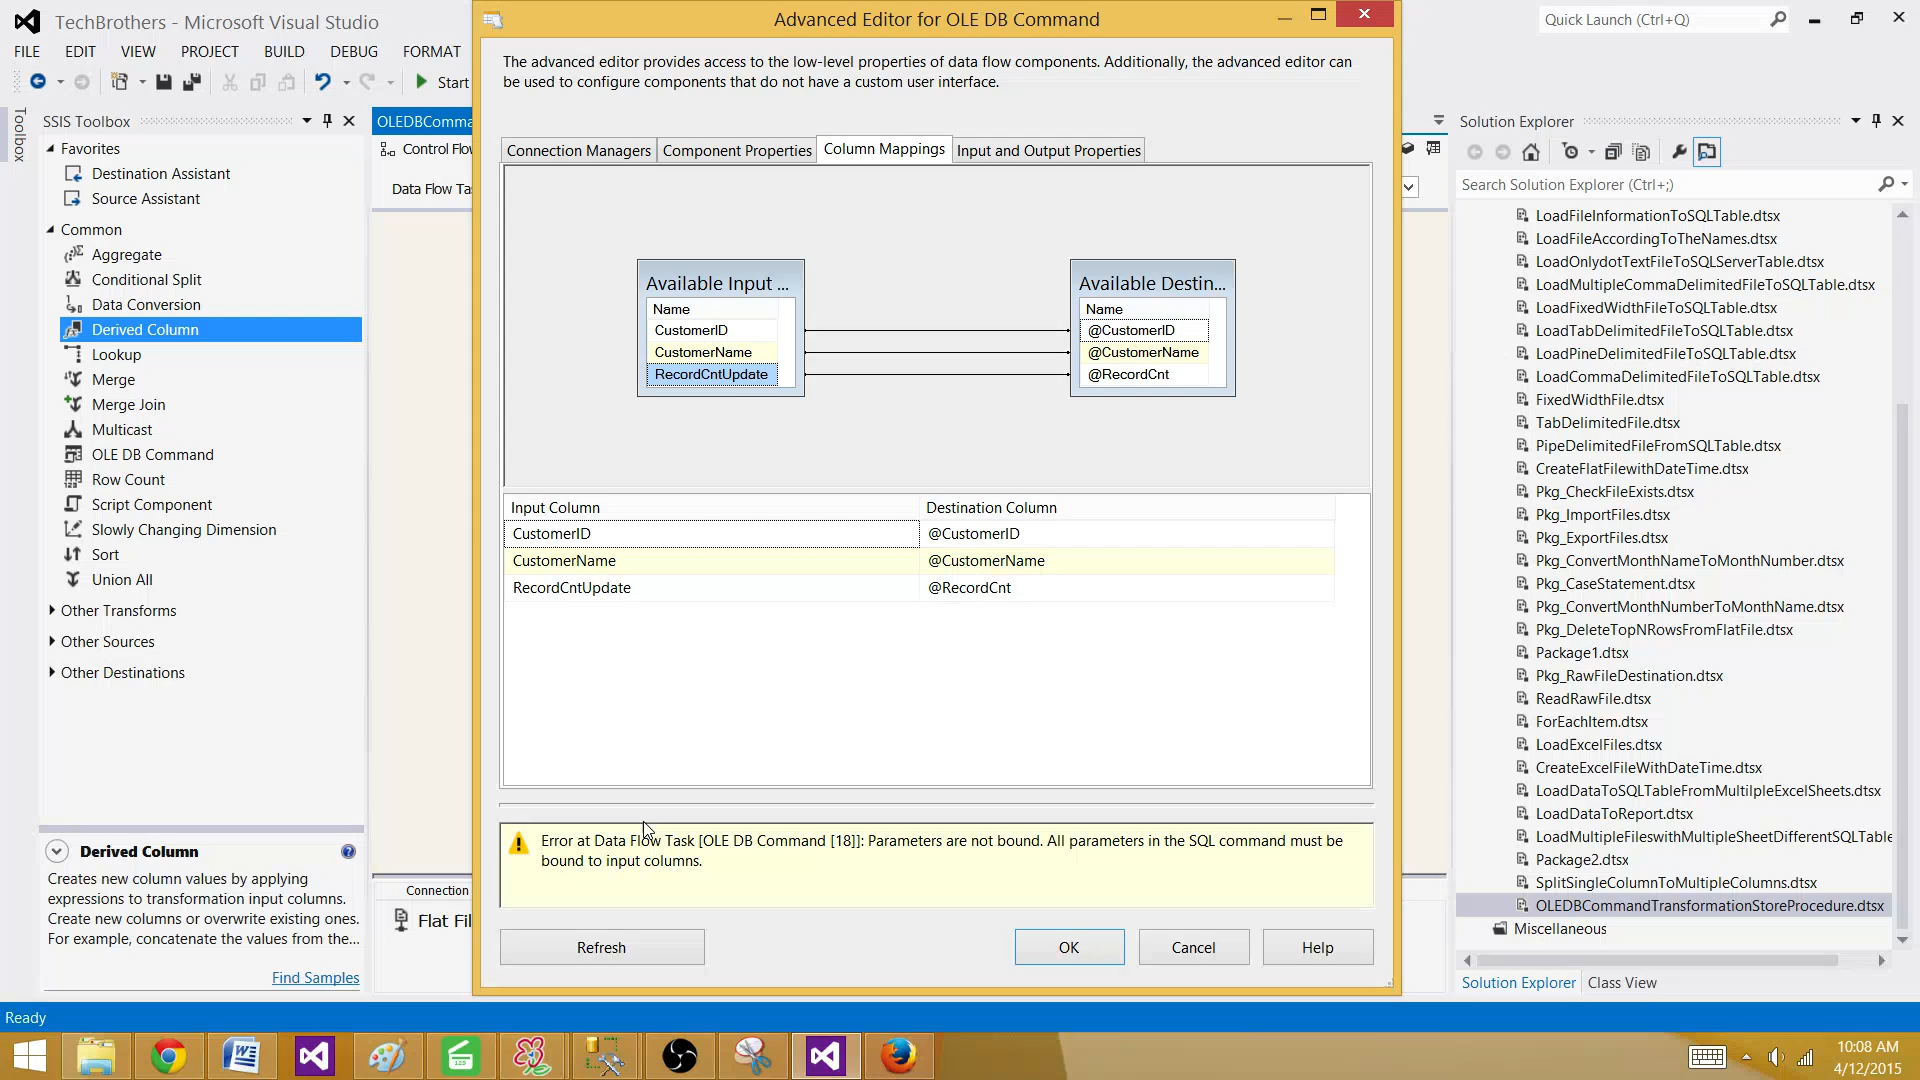 TechBrothers - Microsoft Visual Studio
Advanced Editor for OLE DB Command
Quick Launch (Ctrl+Q)
FILE EDIT VIEW PROJECT BUILD DEBUG FORMAT
Start
The advanced editor provides access to the low-level properties of data flow components. Additionally, the advanced editor can
be used to configure components that do not have a custom user interface.
Toolbox
SSIS Toolbox
Favorites
Destination Assistant
Source Assistant
Common
Aggregate
Conditional Split
Data Conversion
Derived Column
Lookup
Merge
Merge Join
Multicast
OLE DB Command
Row Count
Script Component
Slowly Changing Dimension
Sort
Union All
Other Transforms
Other Sources
Other Destinations
Derived Column
Creates new column values by applying
expressions to transformation input columns.
Create new columns or overwrite existing ones.
For example, concatenate the values from the...
Find Samples
OLEDBComma
Control Flow
Data Flow Ta
Connection
Flat Fil
Connection Managers Component Properties Column Mappings Input and Output Properties
Available Input ...
Name
CustomerID
CustomerName
RecordCntUpdate
Available Destin...
Name
@CustomerID
@CustomerName
@RecordCnt
Input Column Destination Column
CustomerID @CustomerID
CustomerName @CustomerName
RecordCntUpdate @RecordCnt
Error at Data Flow Task [OLE DB Command [18]]: Parameters are not bound. All parameters in the SQL command must be
bound to input columns.
Refresh OK Cancel Help
Solution Explorer
Search Solution Explorer (Ctrl+;)
LoadFileInformationToSQLTable.dtsx
LoadFileAccordingToTheNames.dtsx
LoadOnlydotTextFileToSQLServerTable.dtsx
LoadMultipleCommaDelimitedFileToSQLTable.dtsx
LoadFixedWidthFileToSQLTable.dtsx
LoadTabDelimitedFileToSQLTable.dtsx
LoadPineDelimitedFileToSQLTable.dtsx
LoadCommaDelimitedFileToSQLTable.dtsx
FixedWidthFile.dtsx
TabDelimitedFile.dtsx
PipeDelimitedFileFromSQLTable.dtsx
CreateFlatFilewithDateTime.dtsx
Pkg_CheckFileExists.dtsx
Pkg_ImportFiles.dtsx
Pkg_ExportFiles.dtsx
Pkg_ConvertMonthNameToMonthNumber.dtsx
Pkg_CaseStatement.dtsx
Pkg_ConvertMonthNumberToMonthName.dtsx
Pkg_DeleteTopNRowsFromFlatFile.dtsx
Package1.dtsx
Pkg_RawFileDestination.dtsx
ReadRawFile.dtsx
ForEachItem.dtsx
LoadExcelFiles.dtsx
CreateExcelFileWithDateTime.dtsx
LoadDataToSQLTableFromMultilpleExcelSheets.dtsx
LoadDataToReport.dtsx
LoadMultipleFileswithMultipleSheetDifferentSQLTable
Package2.dtsx
SplitSingleColumnToMultipleColumns.dtsx
OLEDBCommandTransformationStoreProcedure.dtsx
Miscellaneous
Solution Explorer Class View
Ready
10:08 AM
4/12/2015